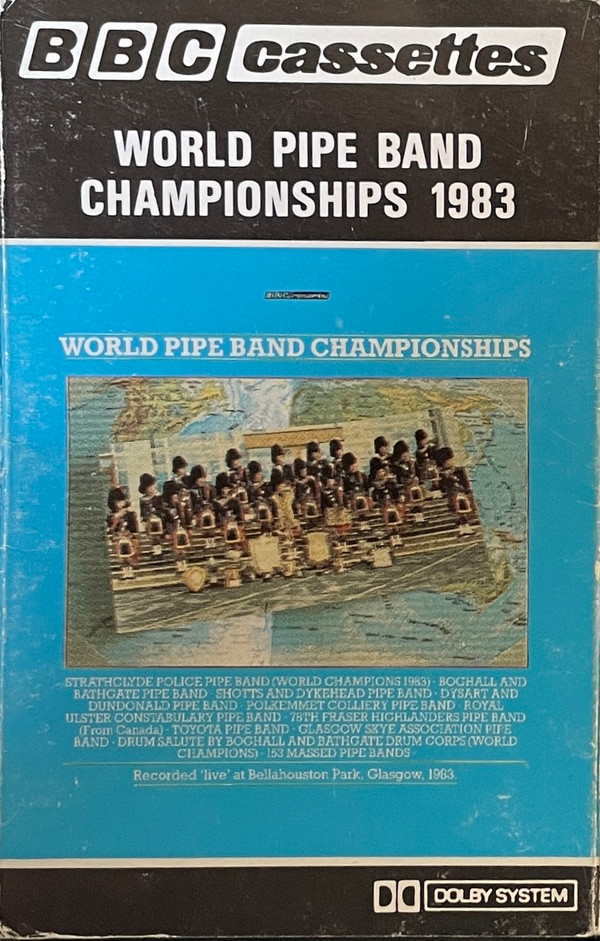 BBC cassettes
WORLD PIPE BAND
CHAMPIONSHIPS 1983
BBC
WORLD PIPE BAND CHAMPIONSHIPS
STRATHCLYDE POLICE PIPE BAND (WORLD CHAMPIONS 1983) · BOGHALL AND
BATHGATE PIPE BAND · SHOTTS AND DYKEHEAD PIPE BAND · DYSART AND
DUNDONALD PIPE BAND · POLKEMMET COLLIERY PIPE BAND · ROYAL
ULSTER CONSTABULARY PIPE BAND · 78TH FRASER HIGHLANDERS PIPE BAND
(From Canada) · TOYOTA PIPE BAND · GLASGOW SKYE ASSOCIATION PIPE
BAND · DRUM SALUTE BY BOGHALL AND BATHGATE DRUM CORPS (WORLD
CHAMPIONS) · 153 MASSED PIPE BANDS
Recorded 'live' at Bellahouston Park, Glasgow, 1983.
DOLBY SYSTEM